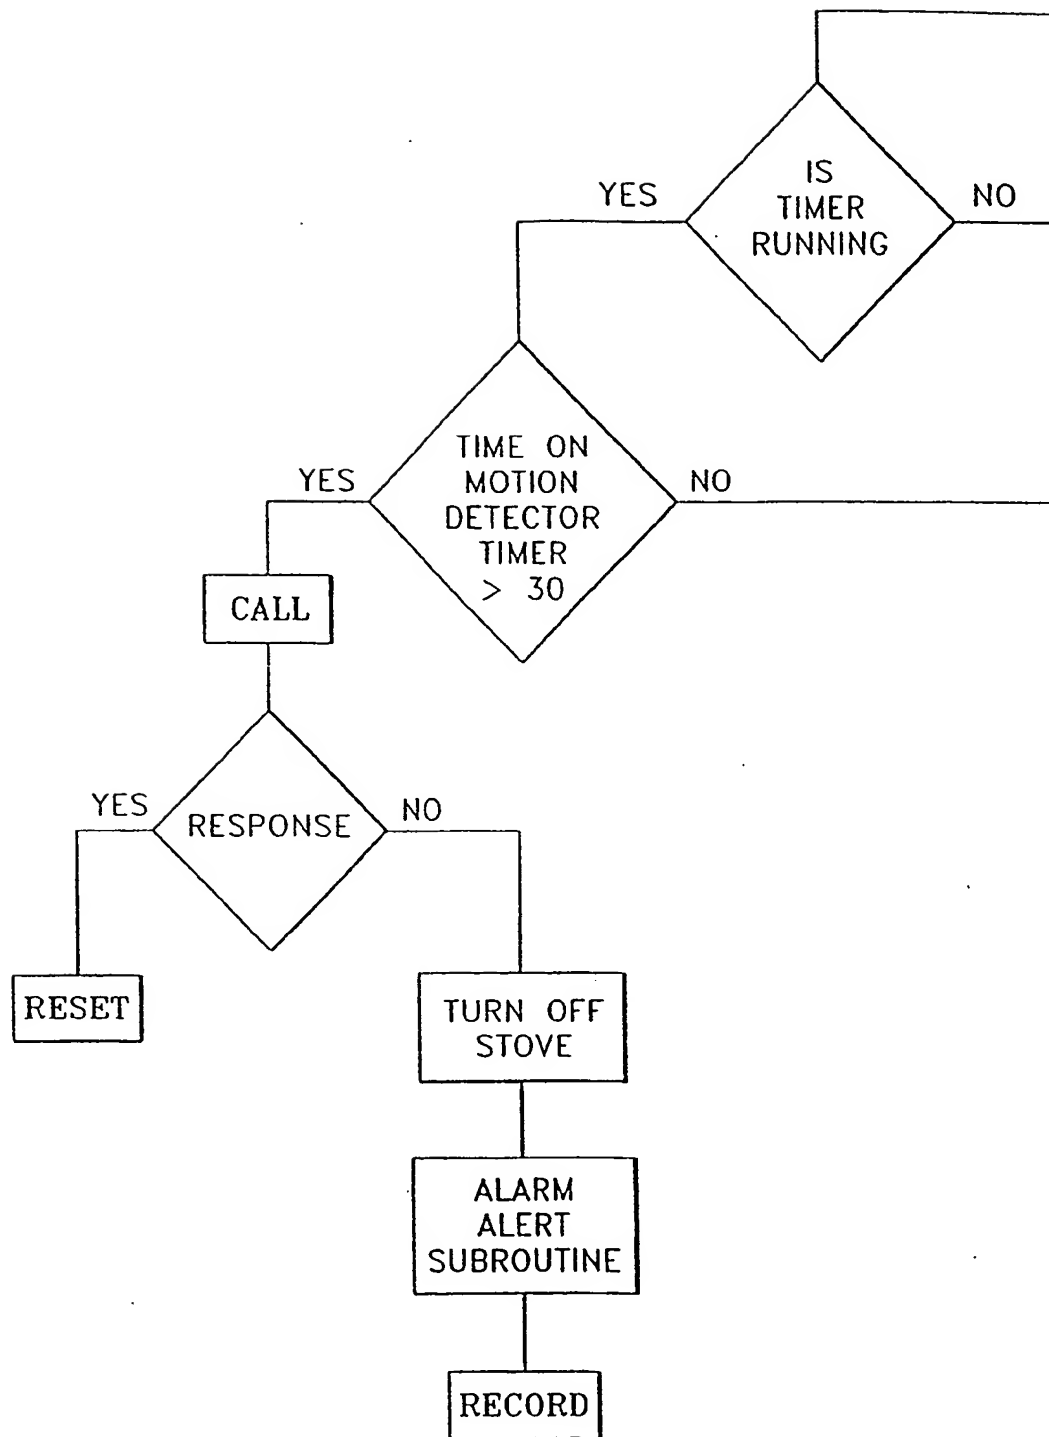 IS
TIMER
RUNNING
YES
NO
TIME ON
MOTION
DETECTOR
TIMER
> 30
YES
NO
CALL
RESPONSE
YES
NO
RESET
TURN OFF
STOVE
ALARM
ALERT
SUBROUTINE
RECORD